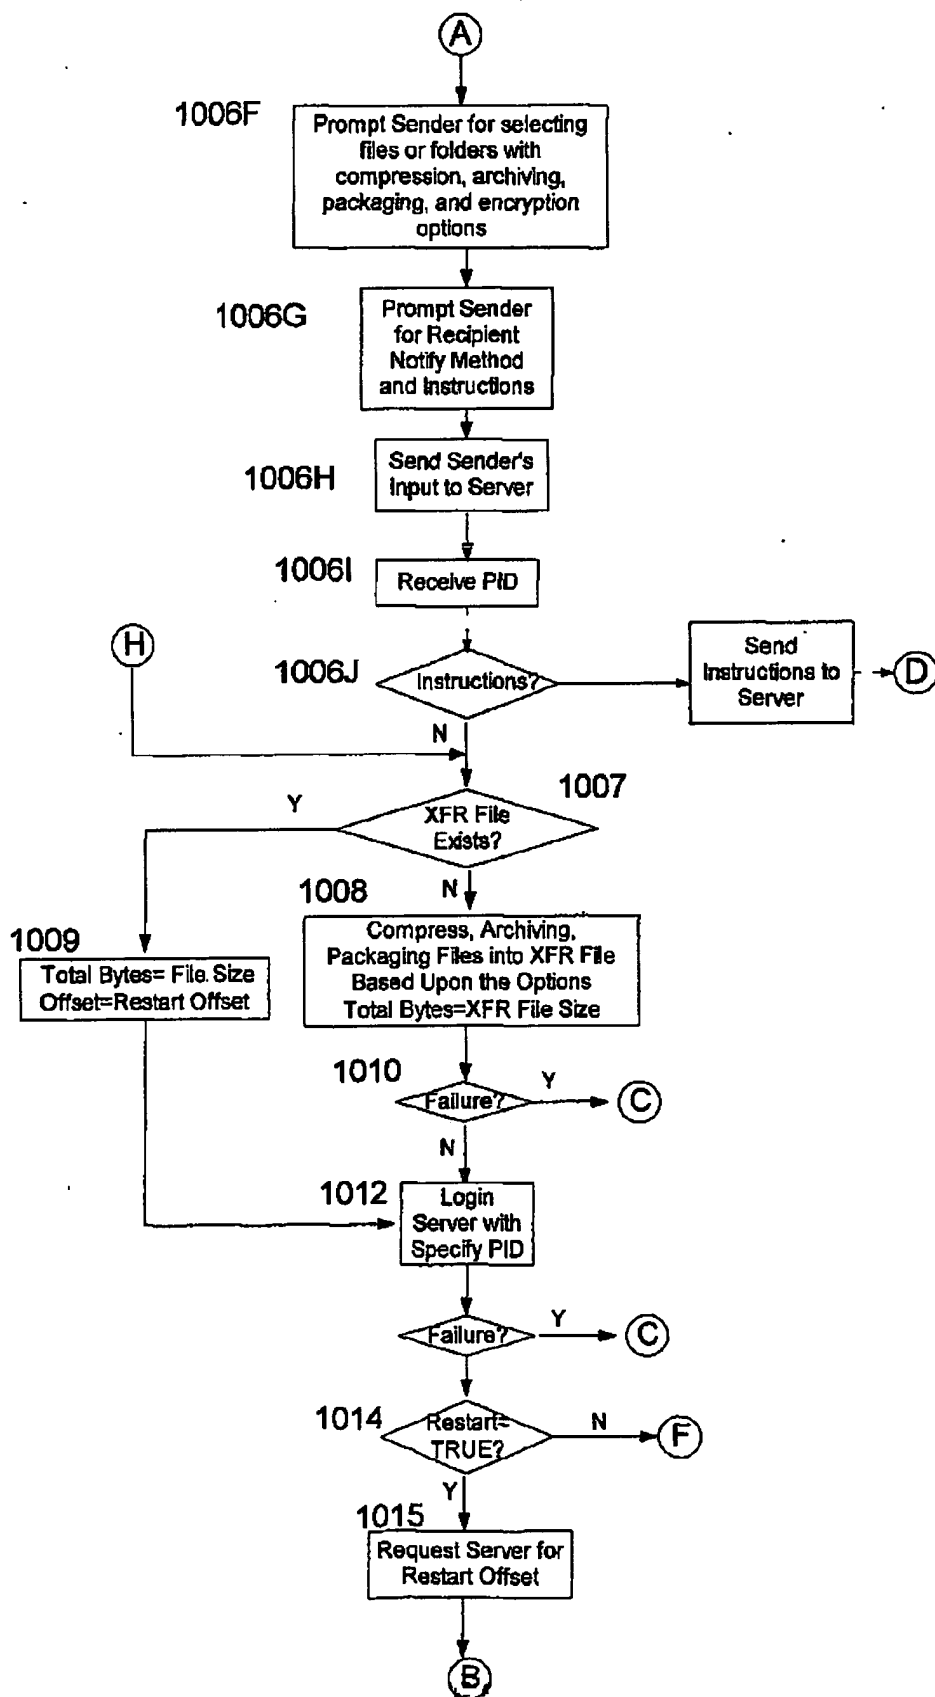 A
1006F
Prompt Sender for selecting
files or folders with
compression, archiving,
packaging, and encryption
options
1006G
Prompt Sender
for Recipient
Notify Method
and Instructions
1006H
Send Sender's
Input to Server
1006I
Receive PID
H
1006J
Instructions?
Send
Instructions to
Server
D
N
1007
Y
XFR File
Exists?
N
1008
1009
Compress, Archiving,
Packaging Files into XFR File
Based Upon the Options
Total Bytes=XFR File Size
Total Bytes= File. Size
Offset=Restart Offset
1010
Failure?
Y
C
N
1012
Login
Server with
Specify PID
Failure?
Y
C
1014
Restart=
TRUE?
N
F
Y
1015
Request Server for
Restart Offset
B